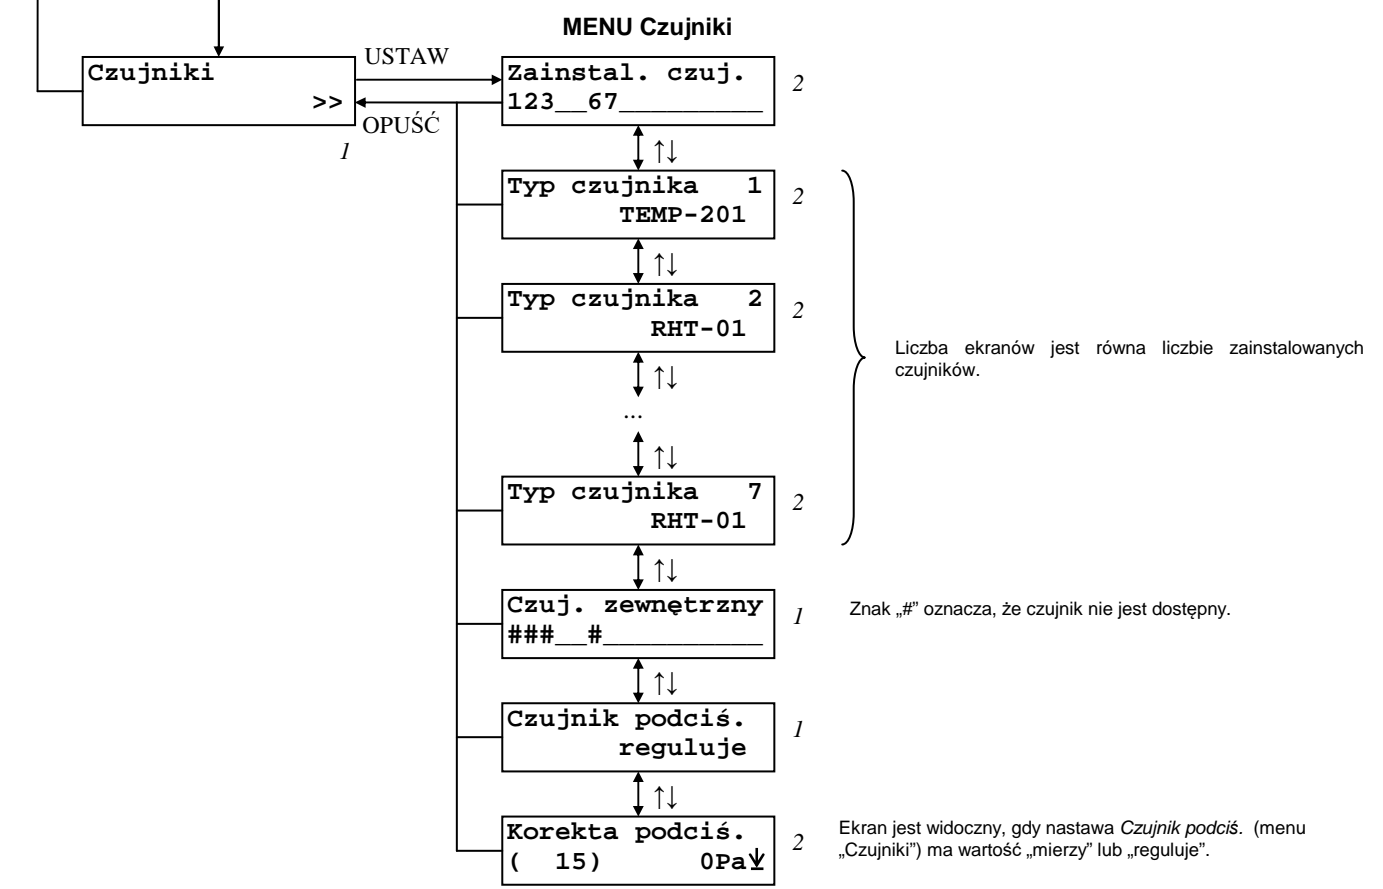 MENU Czujniki
Czujniki
>>
1
USTAW
OPUŚĆ
Zainstal. czuj.
123__67_________
2
↑↓
Typ czujnika 1
TEMP-201
2
↑↓
Typ czujnika 2
RHT-01
2
↑↓
...
↑↓
Typ czujnika 7
RHT-01
2
Liczba ekranów jest równa liczbie zainstalowanych
czujników.
↑↓
Czuj. zewnętrzny
###__#__________
1
Znak „#” oznacza, że czujnik nie jest dostępny.
↑↓
Czujnik podciś.
reguluje
1
↑↓
Korekta podciś.
( 15) 0Pa
2
Ekran jest widoczny, gdy nastawa Czujnik podciś. (menu
„Czujniki”) ma wartość „mierzy” lub „reguluje”.